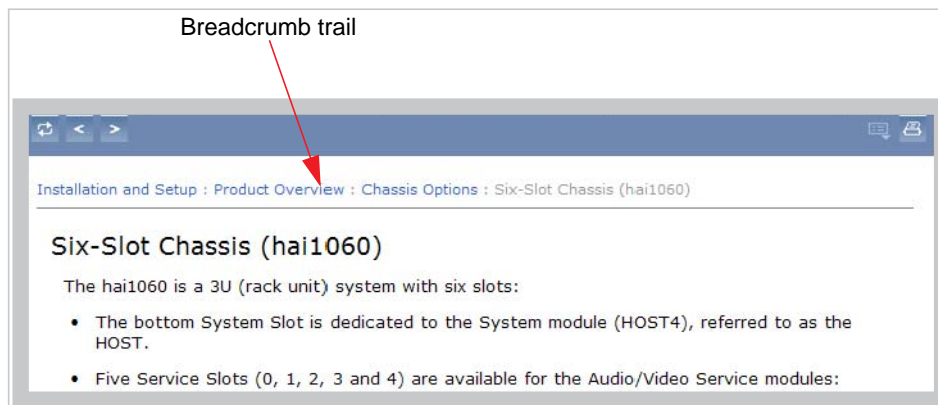 Breadcrumb trail
< >
Installation and Setup : Product Overview : Chassis Options : Six-Slot Chassis (hai1060)
Six-Slot Chassis (hai1060)
The hai1060 is a 3U (rack unit) system with six slots:
• The bottom System Slot is dedicated to the System module (HOST4), referred to as the
HOST.
• Five Service Slots (0, 1, 2, 3 and 4) are available for the Audio/Video Service modules: